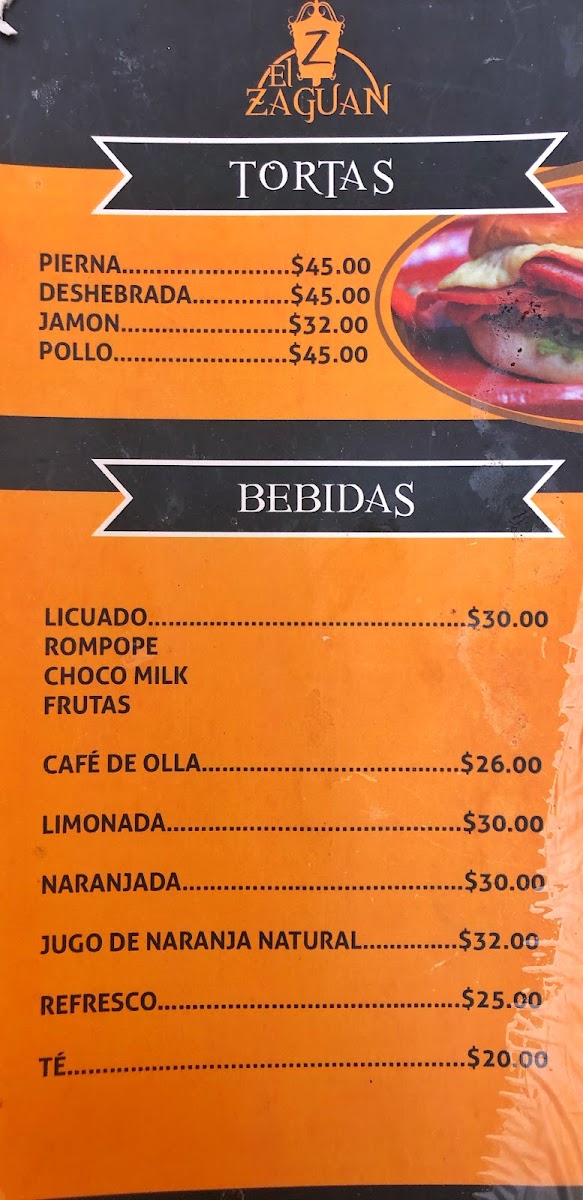 Z
El
ZAGUAN
TORTAS
PIERNA.........................$45.00
DESHEBRADA..............$45.00
JAMON.........................$32.00
POLLO..........................$45.00
BEBIDAS
LICUADO...............................................$30.00
ROMPOPE
CHOCO MILK
FRUTAS
CAFÉ DE OLLA......................................$26.00
LIMONADA............................................$30.00
NARANJADA.........................................$30.00
JUGO DE NARANJA NATURAL..............$32.00
REFRESCO.............................................$25.00
TÉ...........................................................$20.00